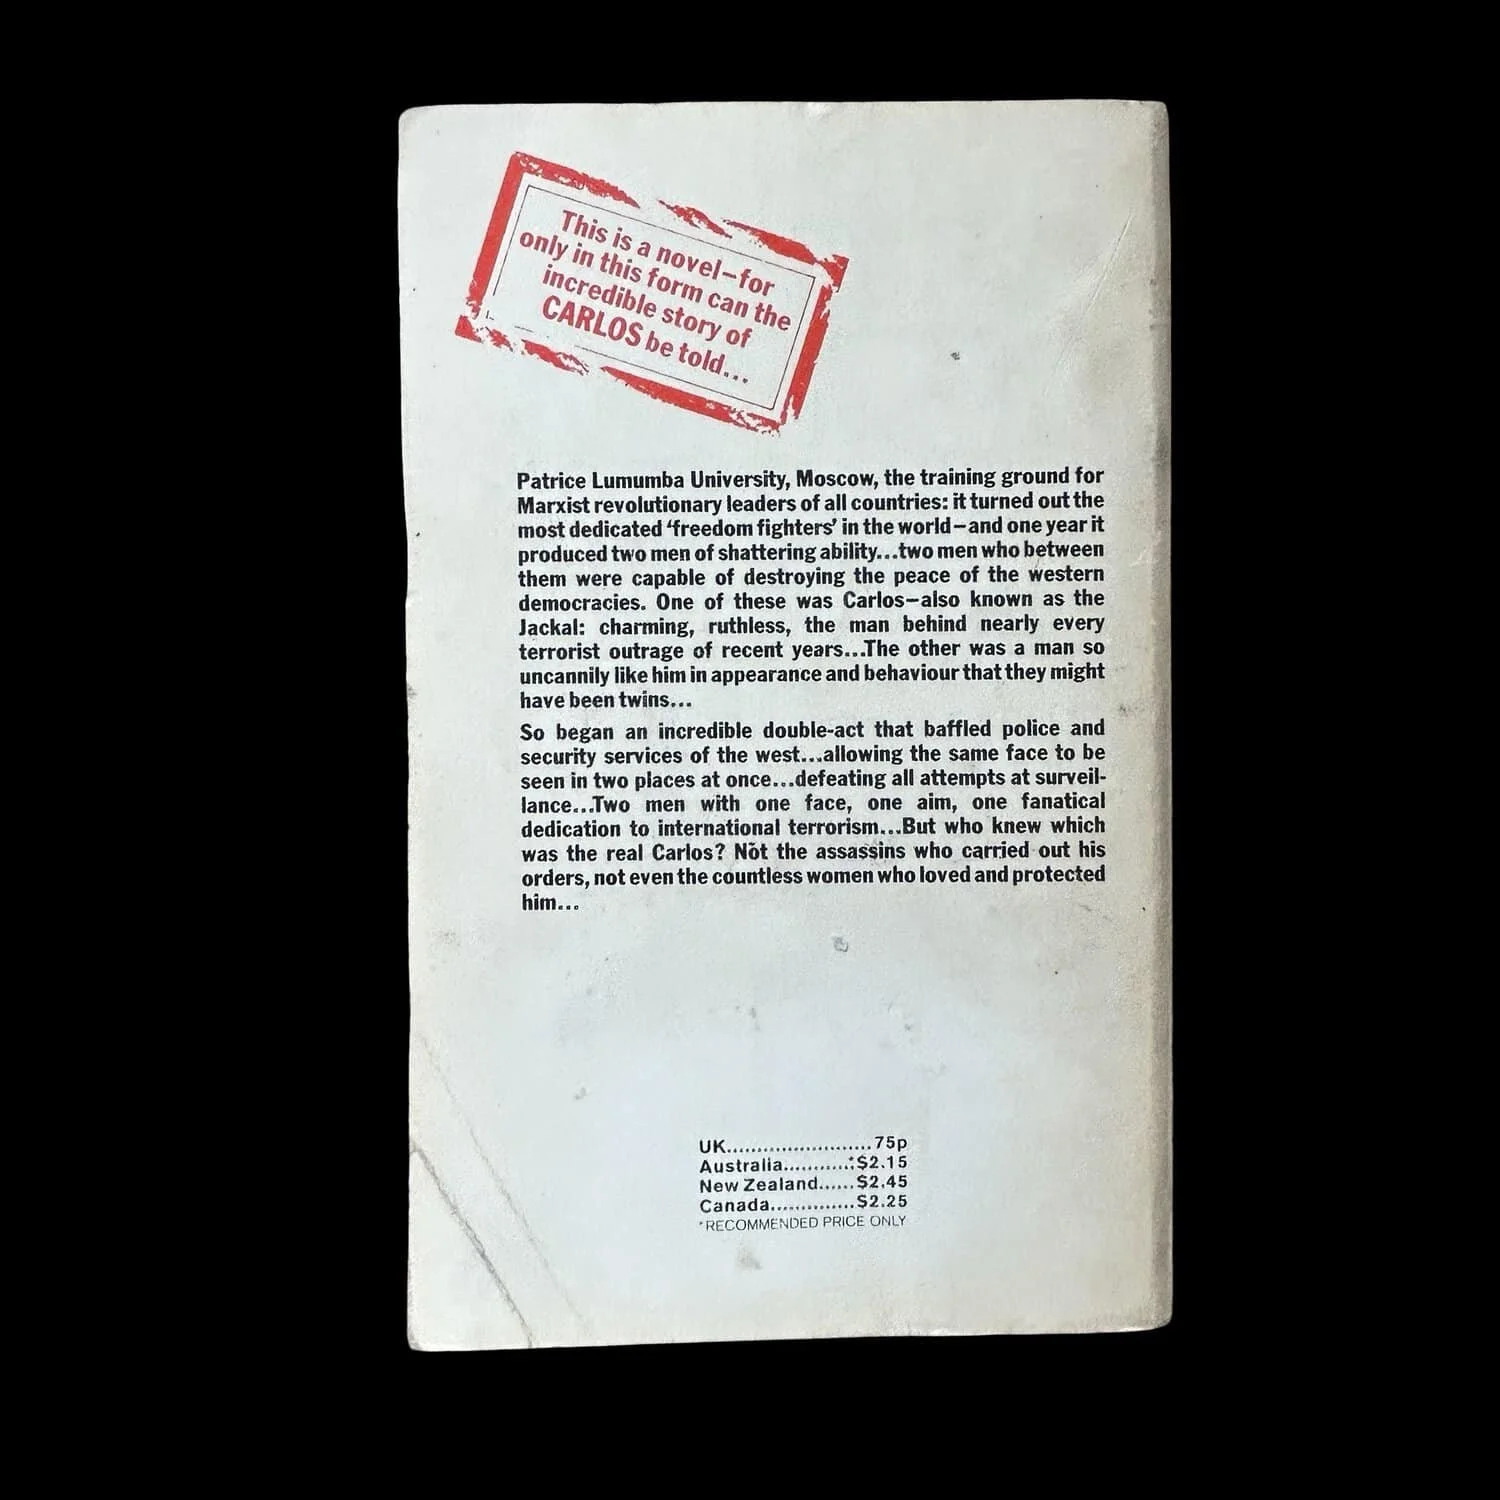 This is a novel–for
only in this form can the
incredible story of
CARLOS be told...
Patrice Lumumba University, Moscow, the training ground for
Marxist revolutionary leaders of all countries: it turned out the
most dedicated ‘freedom fighters’ in the world–and one year it
produced two men of shattering ability...two men who between
them were capable of destroying the peace of the western
democracies. One of these was Carlos–also known as the
Jackal: charming, ruthless, the man behind nearly every
terrorist outrage of recent years...The other was a man so
uncannily like him in appearance and behaviour that they might
have been twins...
So began an incredible double-act that baffled police and
security services of the west...allowing the same face to be
seen in two places at once...defeating all attempts at surveil-
lance...Two men with one face, one aim, one fanatical
dedication to international terrorism...But who knew which
was the real Carlos? Not the assassins who carried out his
orders, not even the countless women who loved and protected
him...
UK........................75p
Australia...........*$2.15
New Zealand......$2.45
Canada..............$2.25
*RECOMMENDED PRICE ONLY